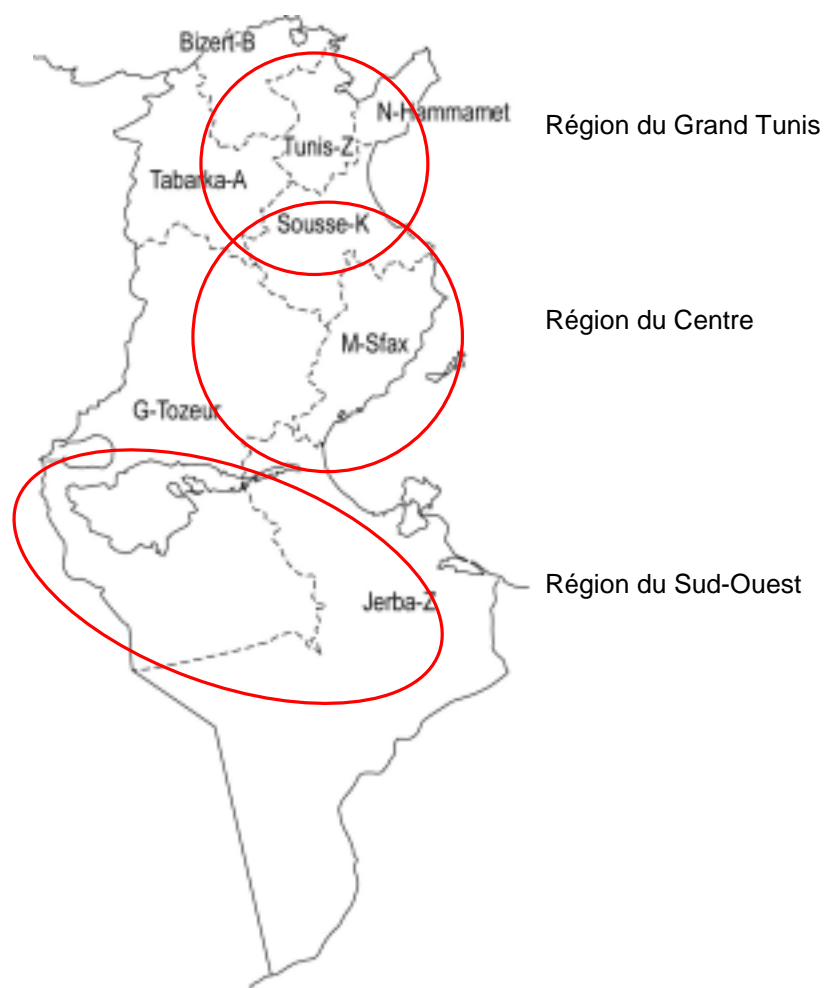 Bizert-B
N-Hammamet
Région du Grand Tunis
Tunis-Z
Tabarka-A
Sousse-K
Région du Centre
M-Sfax
G-Tozeur
Région du Sud-Ouest
Jerba-Z